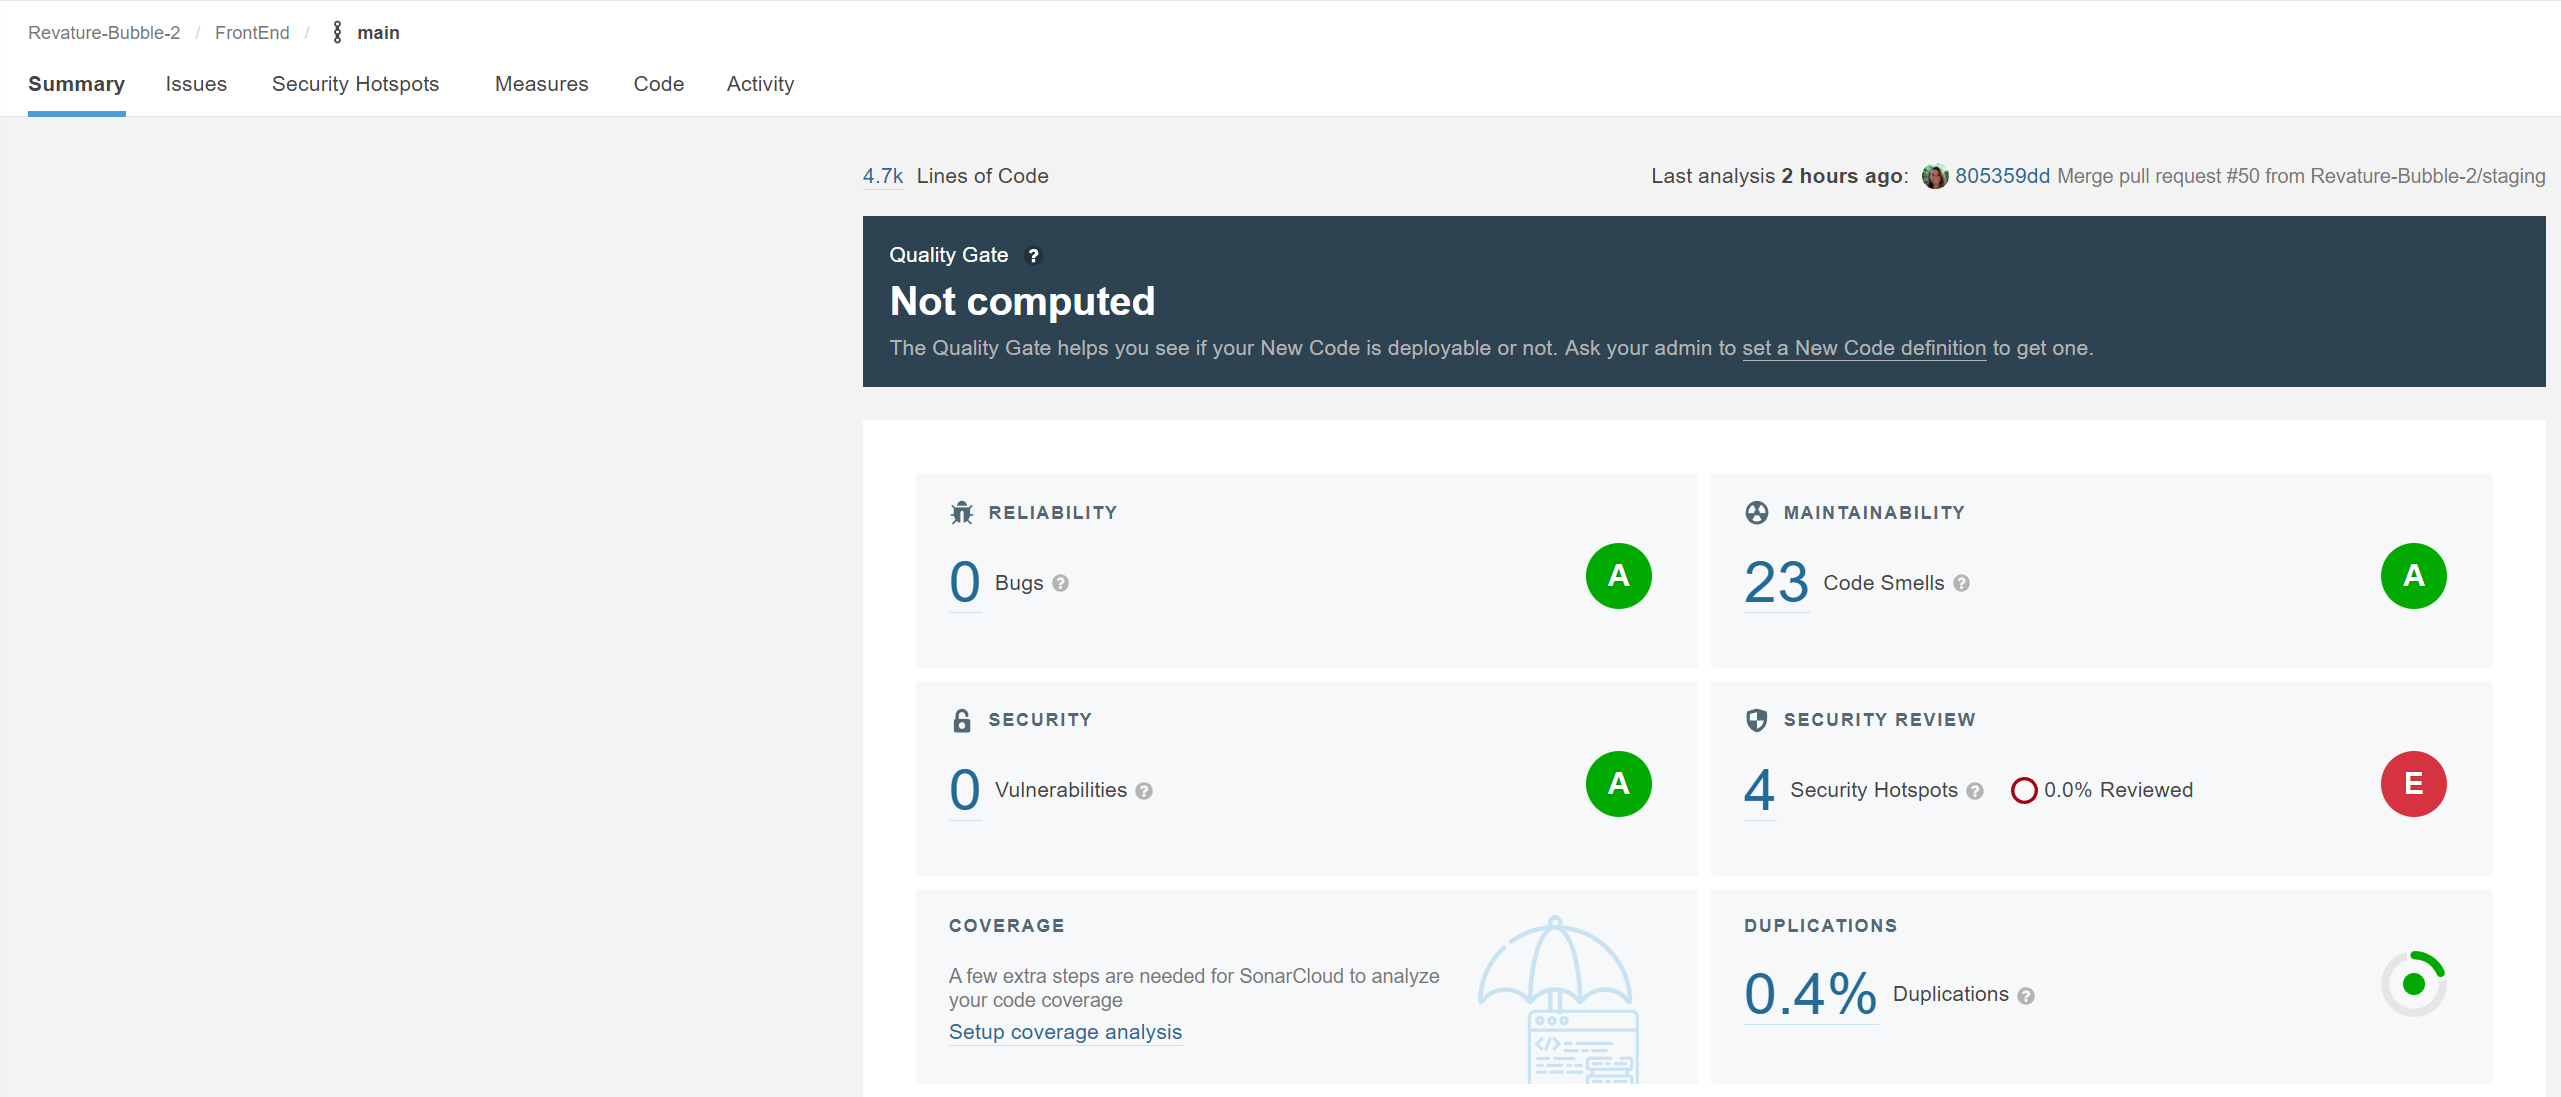 Revature-Bubble-2 / FrontEnd / main
Summary Issues Security Hotspots Measures Code Activity
4.7k Lines of Code
Last analysis 2 hours ago: 805359dd Merge pull request #50 from Revature-Bubble-2/staging
Quality Gate ?
Not computed
The Quality Gate helps you see if your New Code is deployable or not. Ask your admin to set a New Code definition to get one.
RELIABILITY
0 Bugs ?
A
MAINTAINABILITY
23 Code Smells ?
A
SECURITY
0 Vulnerabilities ?
A
SECURITY REVIEW
4 Security Hotspots ? 0.0% Reviewed
E
COVERAGE
A few extra steps are needed for SonarCloud to analyze
your code coverage
Setup coverage analysis
</>
DUPLICATIONS
0.4% Duplications ?